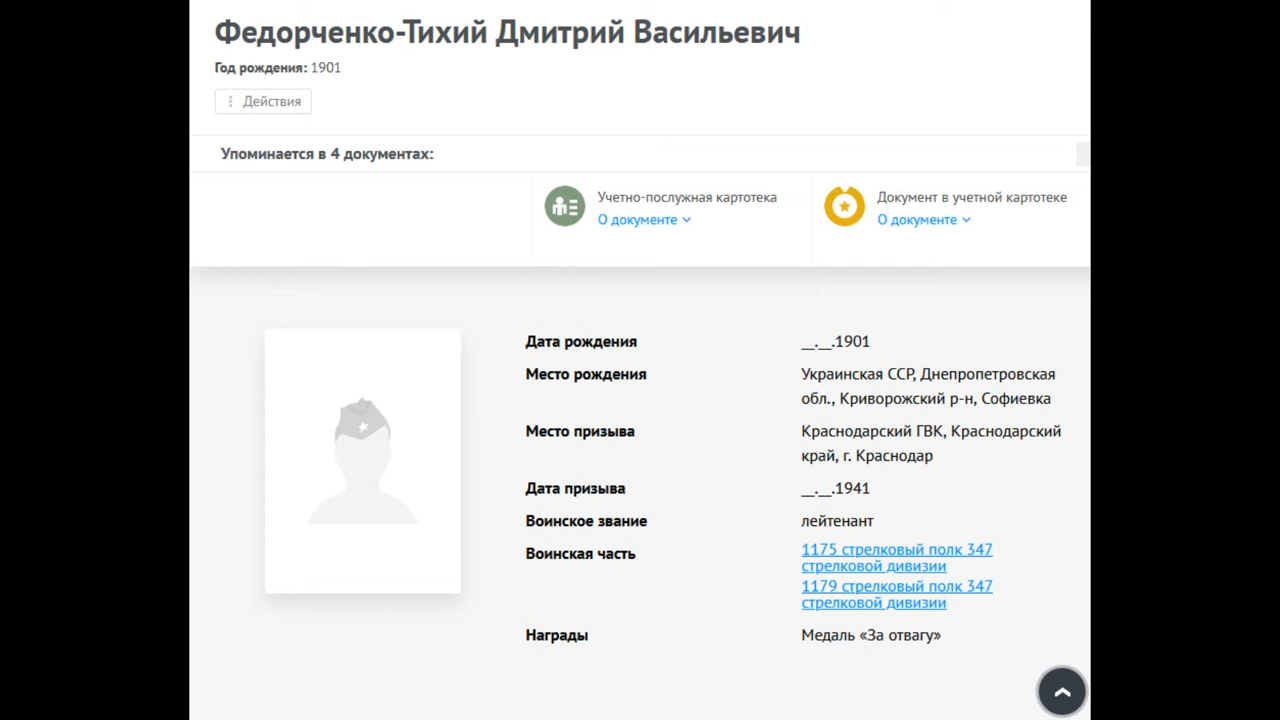 Федорченко-Тихий Дмитрий Васильевич
Год рождения: 1901
Действия
Упоминается в 4 документах:
Учетно-послужная картотека
О документе
Документ в учетной картотеке
О документе
Дата рождения
__.__.1901
Место рождения
Украинская ССР, Днепропетровская
обл., Криворожский р-н, Софиевка
Место призыва
Краснодарский ГВК, Краснодарский
край, г. Краснодар
Дата призыва
__.__.1941
Воинское звание
лейтенант
Воинская часть
1175 стрелковый полк 347
стрелковой дивизии
1179 стрелковый полк 347
стрелковой дивизии
Награды
Медаль «За отвагу»